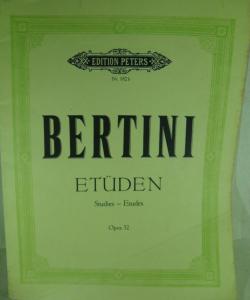 EDITION PETERS
BERTINI
ETÜDEN
Studies – Etudes
Opus 32